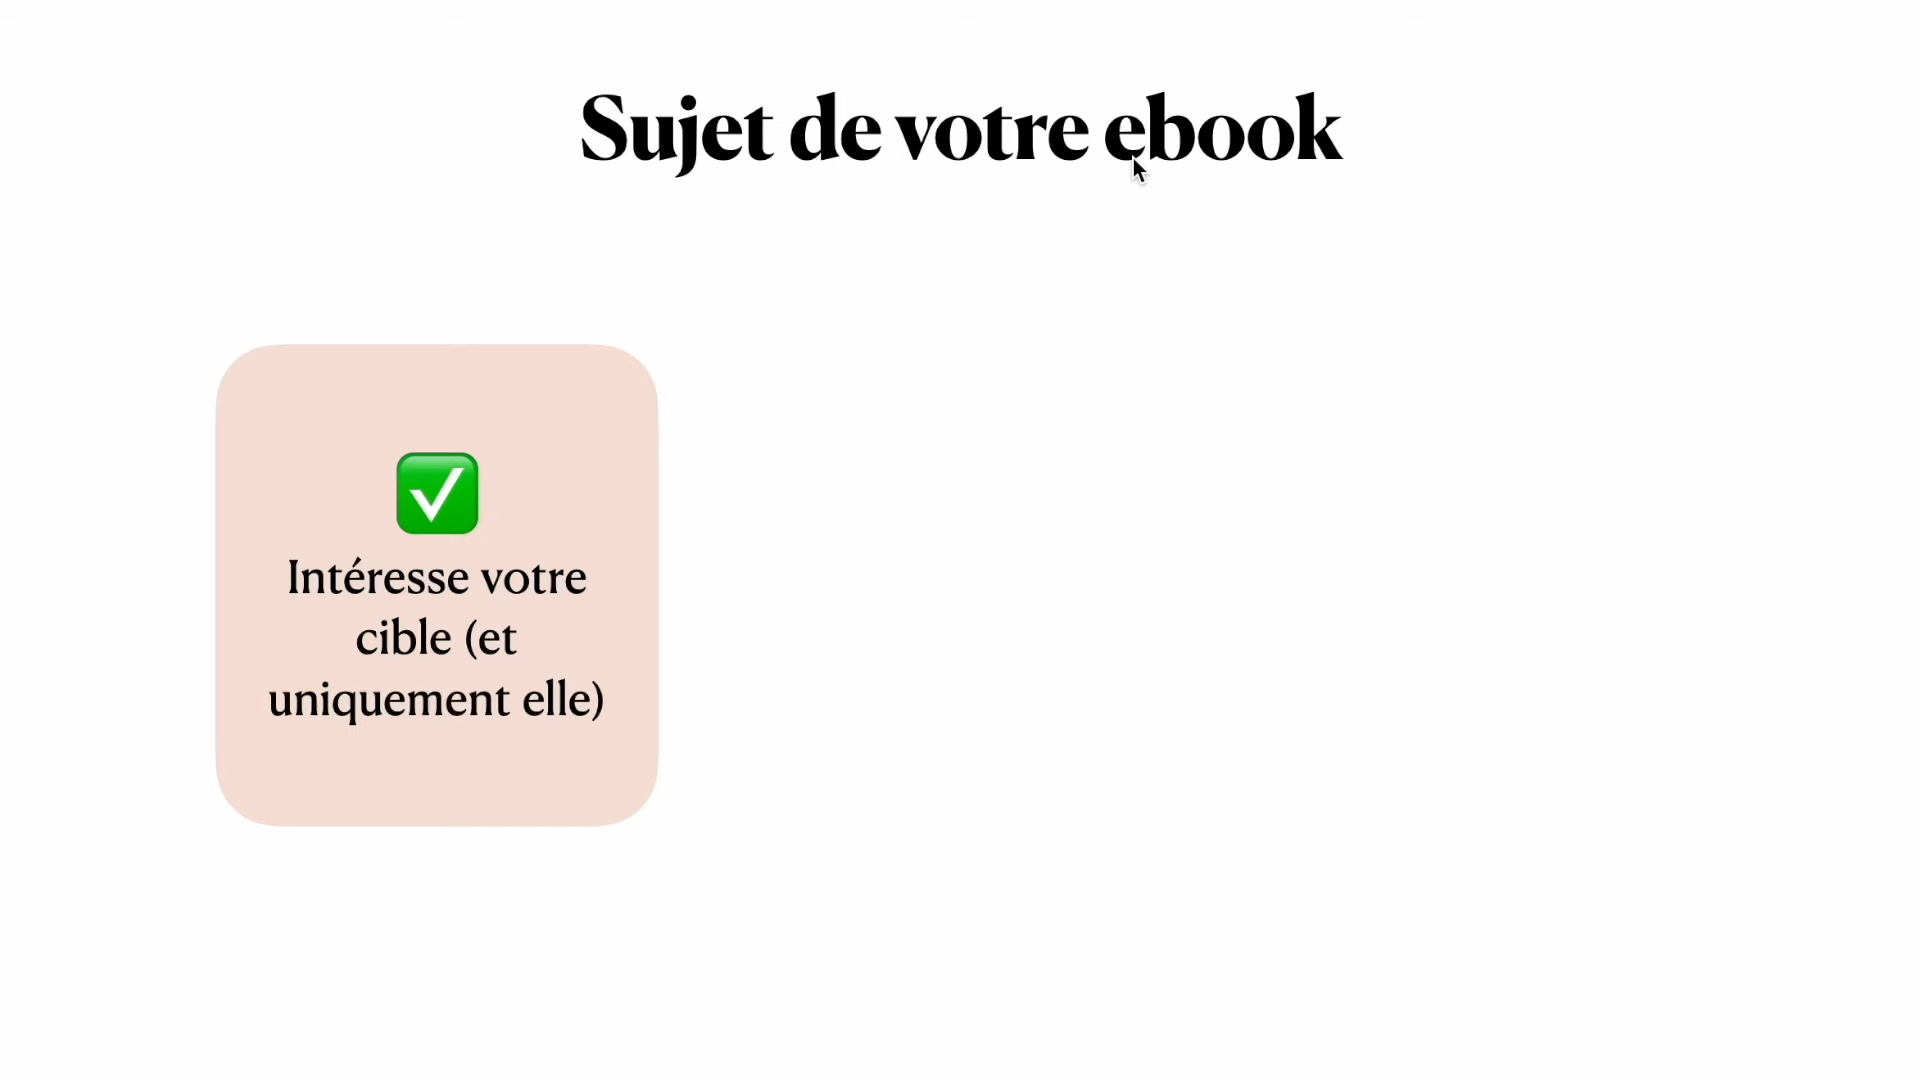 Sujet de votre ebook
✅
Intéresse votre
cible (et
uniquement elle)